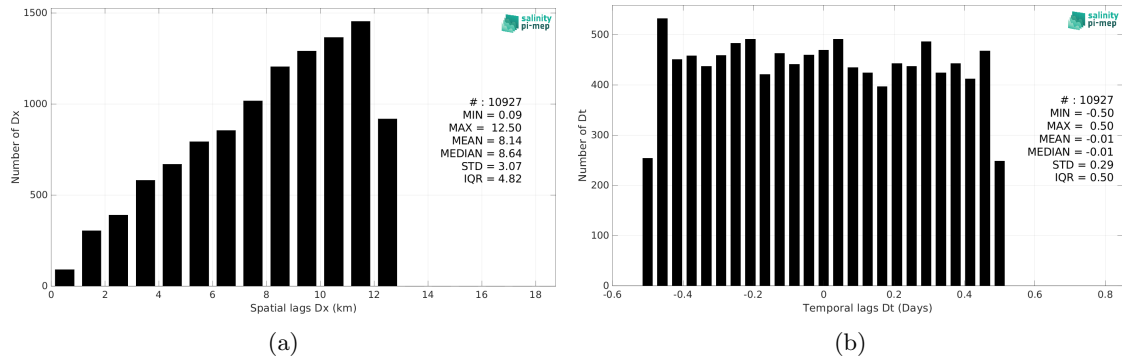 1500
1000
500
0
Number of Dx
0 2 4 6 8 10 12 14 16 18
Spatial lags Dx (km)
salinity
pi-mep
# : 10927
MIN = 0.09
MAX = 12.50
MEAN = 8.14
MEDIAN = 8.64
STD = 3.07
IQR = 4.82
(a)
500
400
300
200
100
0
Number of Dt
-0.6 -0.4 -0.2 0 0.2 0.4 0.6 0.8
Temporal lags Dt (Days)
salinity
pi-mep
# : 10927
MIN = -0.50
MAX = 0.50
MEAN = -0.01
MEDIAN = -0.01
STD = 0.29
IQR = 0.50
(b)